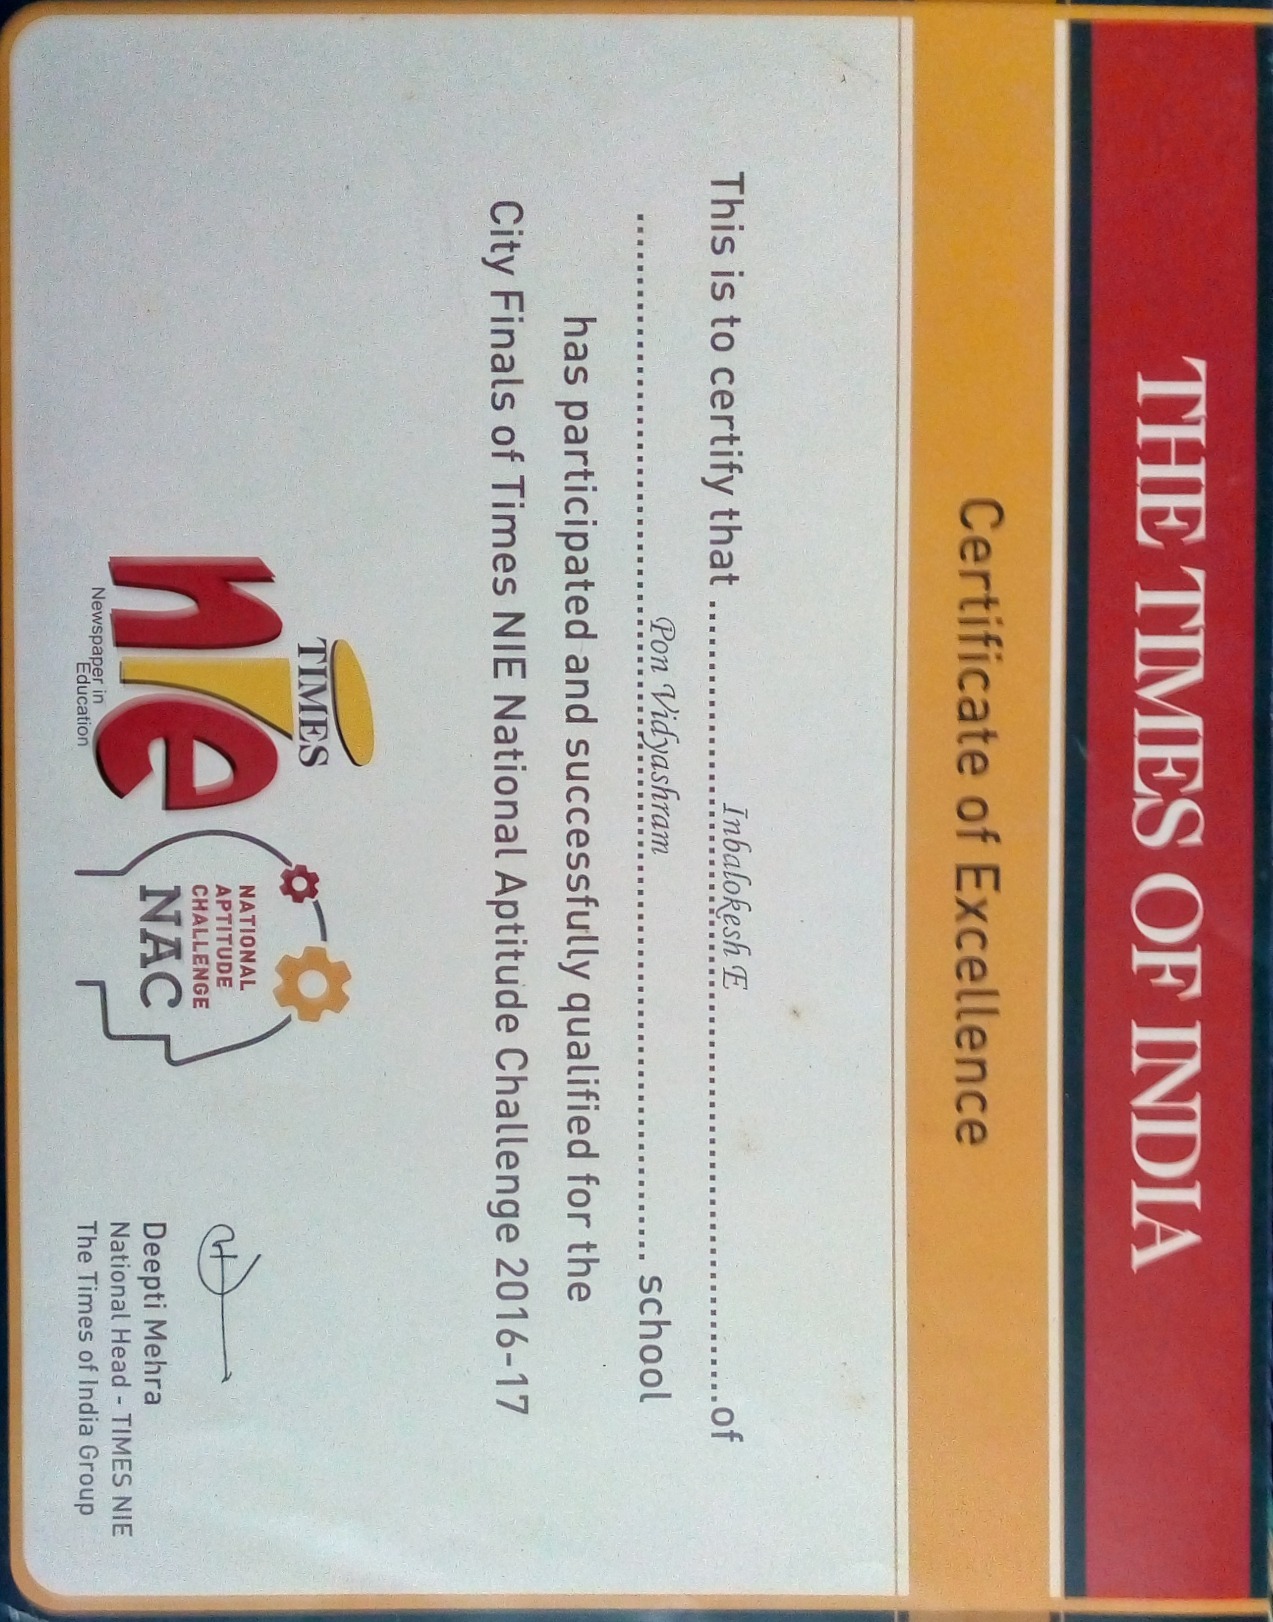 THE TIMES OF INDIA
Certificate of Excellence
This is to certify that ........ Inbalokesh E ........of
........ Pon Vidyashram ........ school
has participated and successfully qualified for the
City Finals of Times NIE National Aptitude Challenge 2016-17
TIMES
nie
Newspaper in
Education
NATIONAL
APTITUDE
CHALLENGE
NAC
Deepti Mehra
National Head - TIMES NIE
The Times of India Group